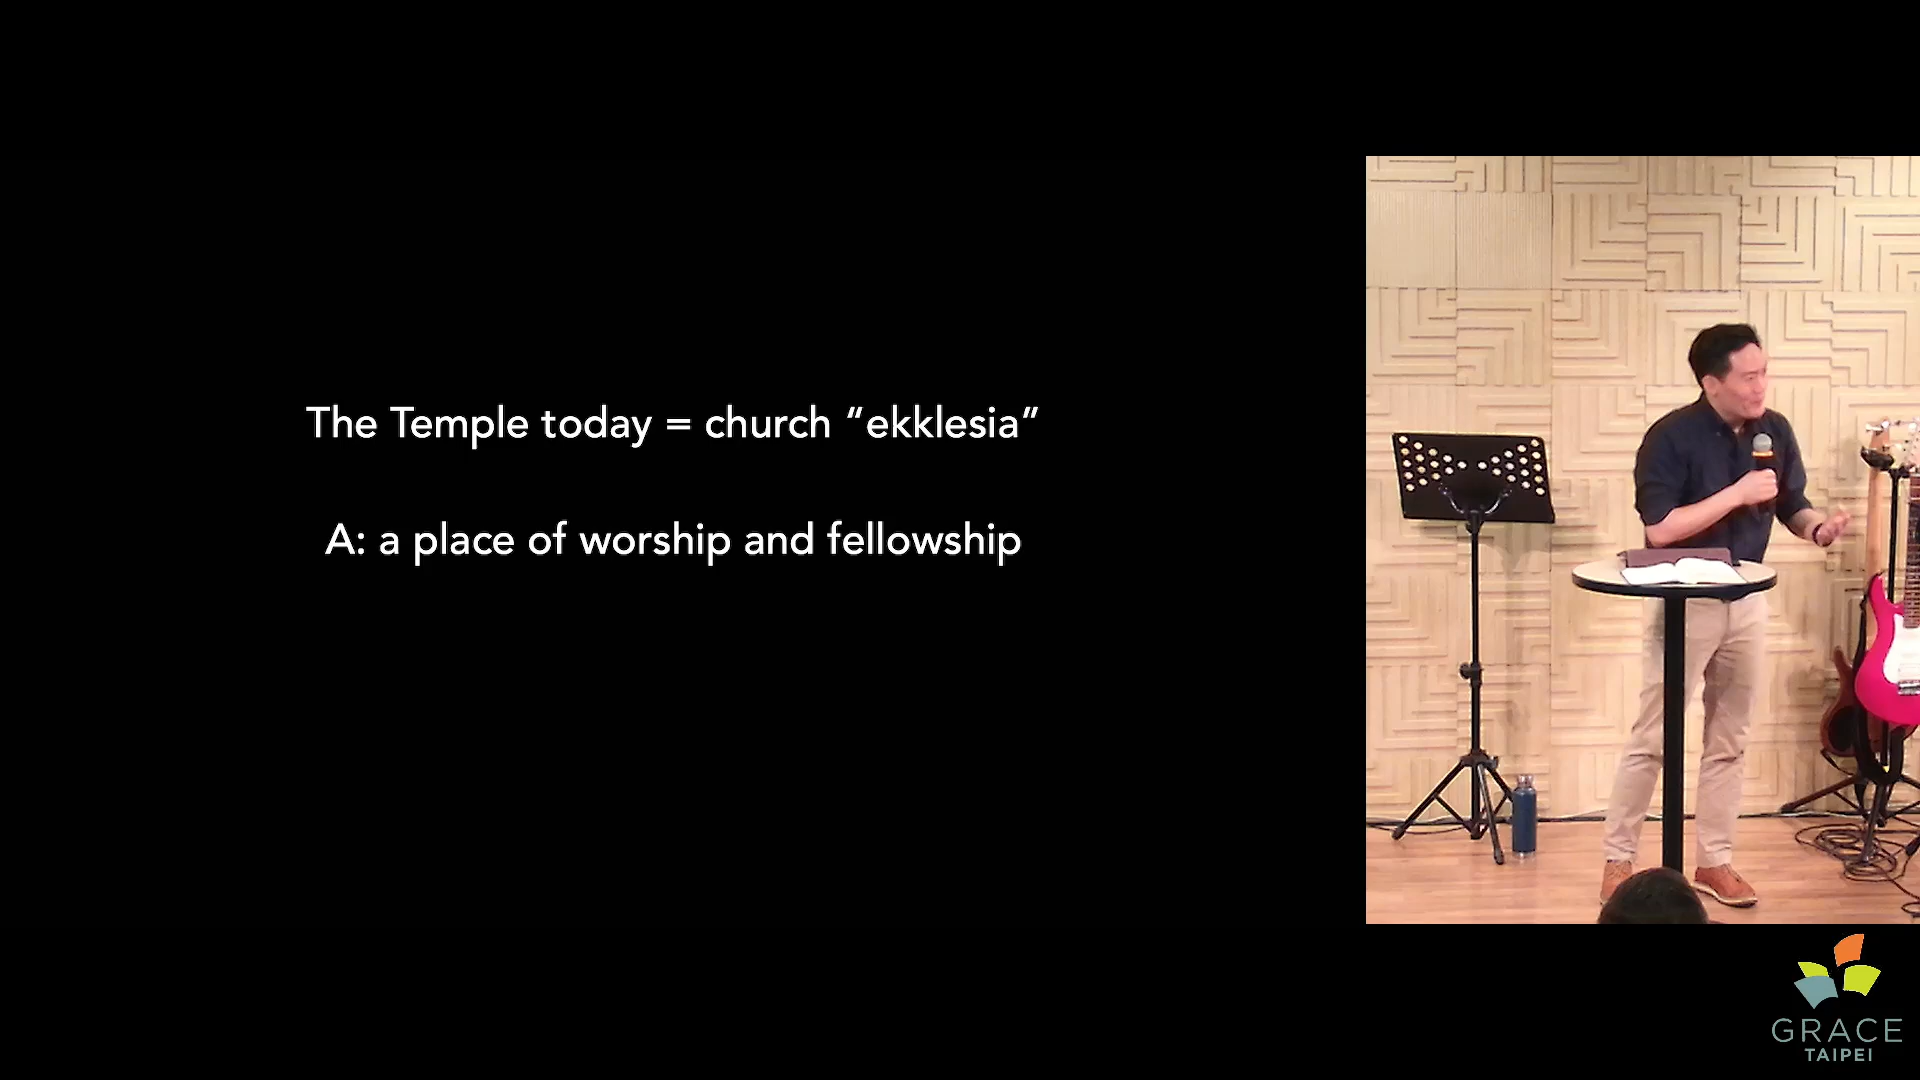 The Temple today = church “ekklesia”
A: a place of worship and fellowship
GRACE
TAIPEI